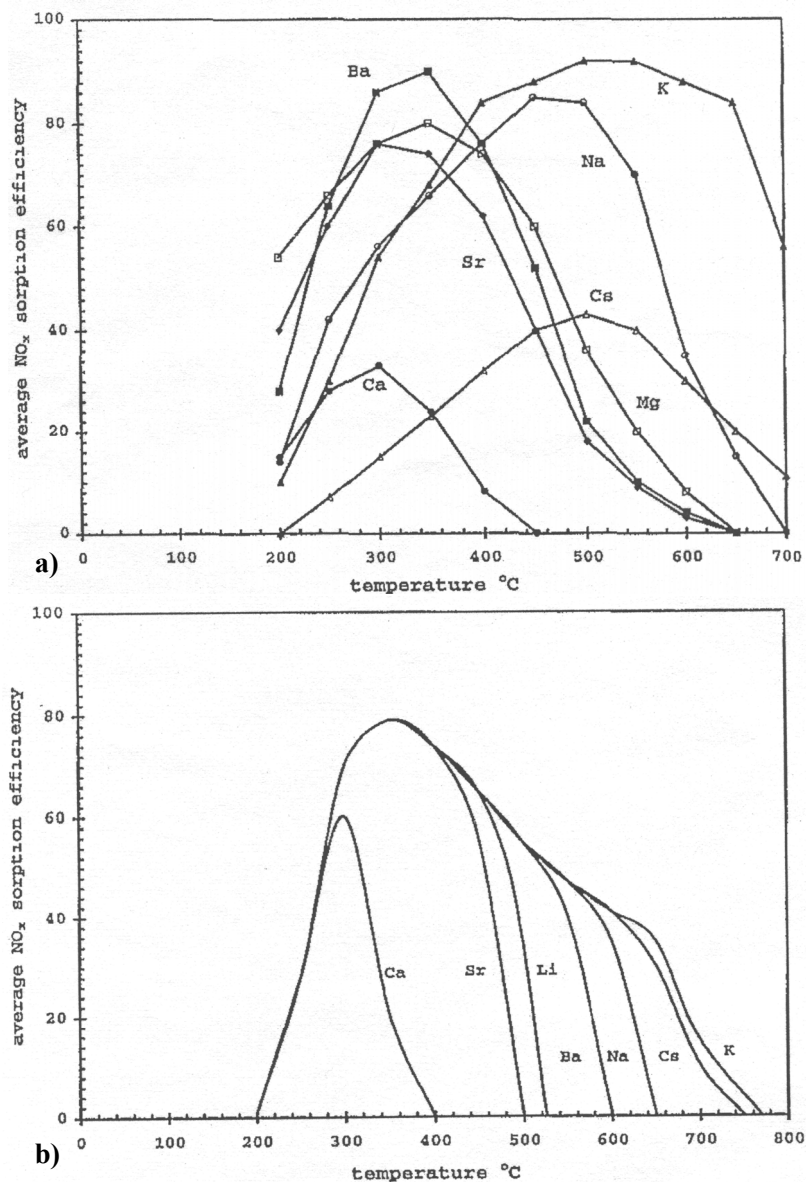 100
80
60
40
20
0
average NOx sorption efficiency
Ba
K
Na
Sr
Cs
Ca
Mg
0 100 200 300 400 500 600 700
temperature °C
a)
100
80
60
40
20
0
average NOx sorption efficiency
Ca Sr Li
Ba Na Cs K
0 100 200 300 400 500 600 700 800
temperature °C
b)